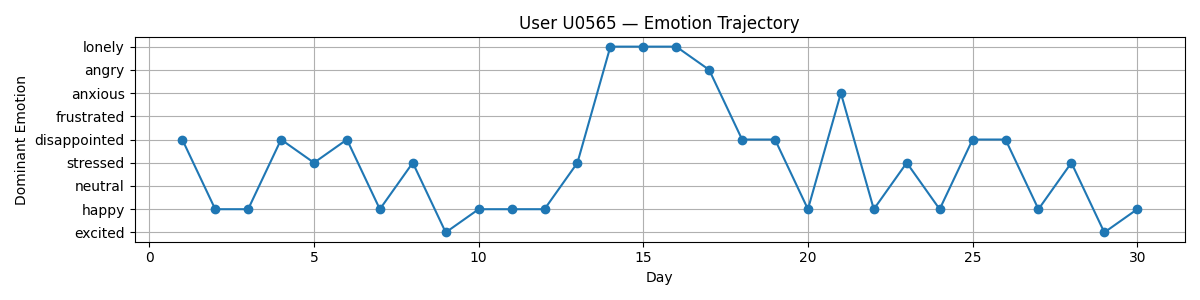 User U0565 — Emotion Trajectory
Dominant Emotion
lonely
angry
anxious
frustrated
disappointed
stressed
neutral
happy
excited
0 5 10 15 20 25 30
Day